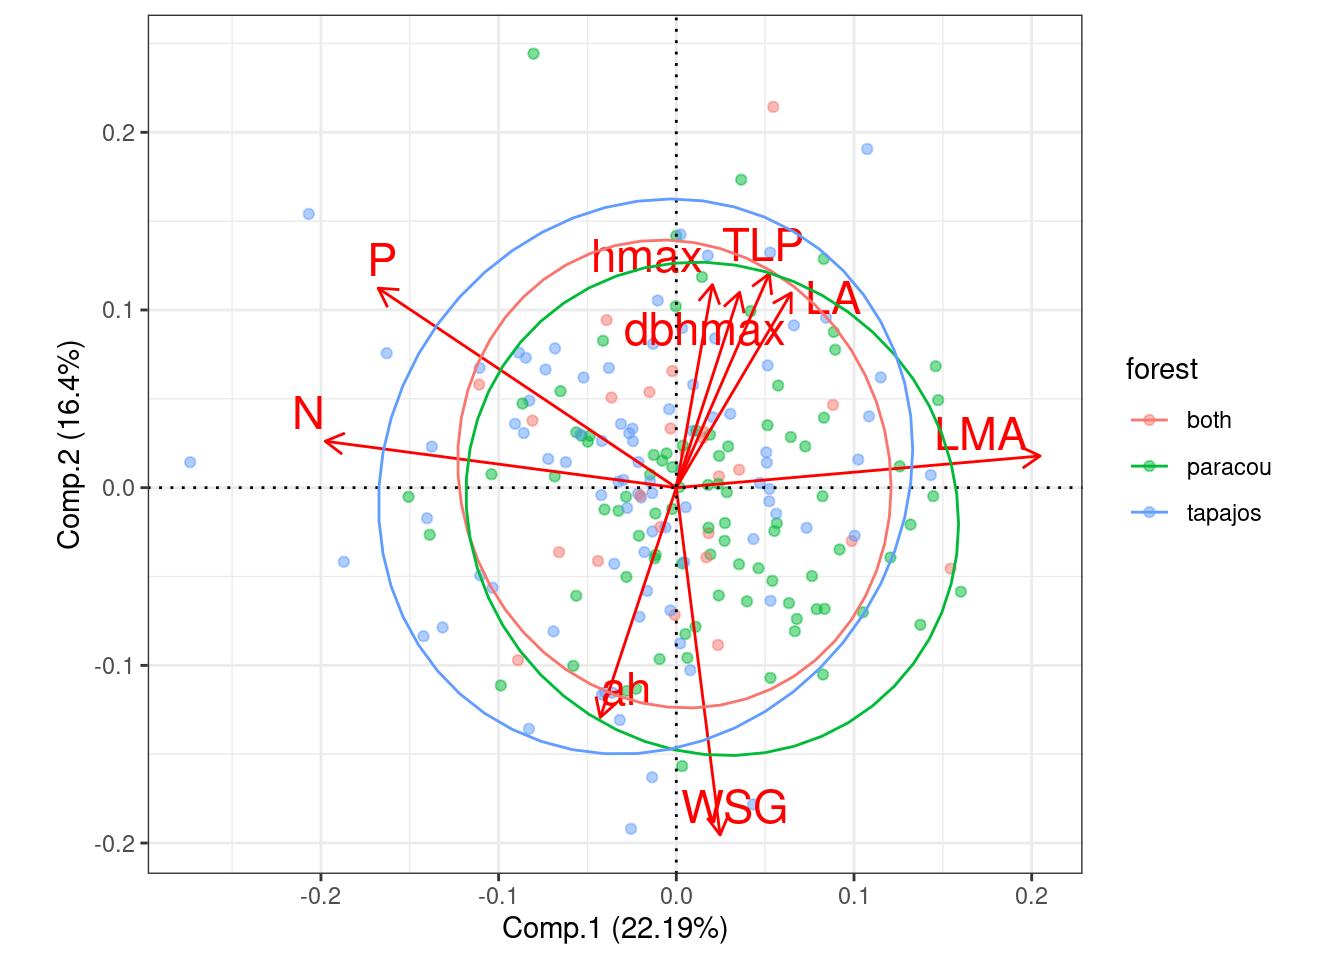 Comp.2 (16.4%)
0.2
0.1
0.0
-0.1
-0.2
P
N
hmax
TLP
LA
dbhmax
LMA
ah
WSG
-0.2
-0.1
0.0
0.1
0.2
Comp.1 (22.19%)
forest
both
paracou
tapajos